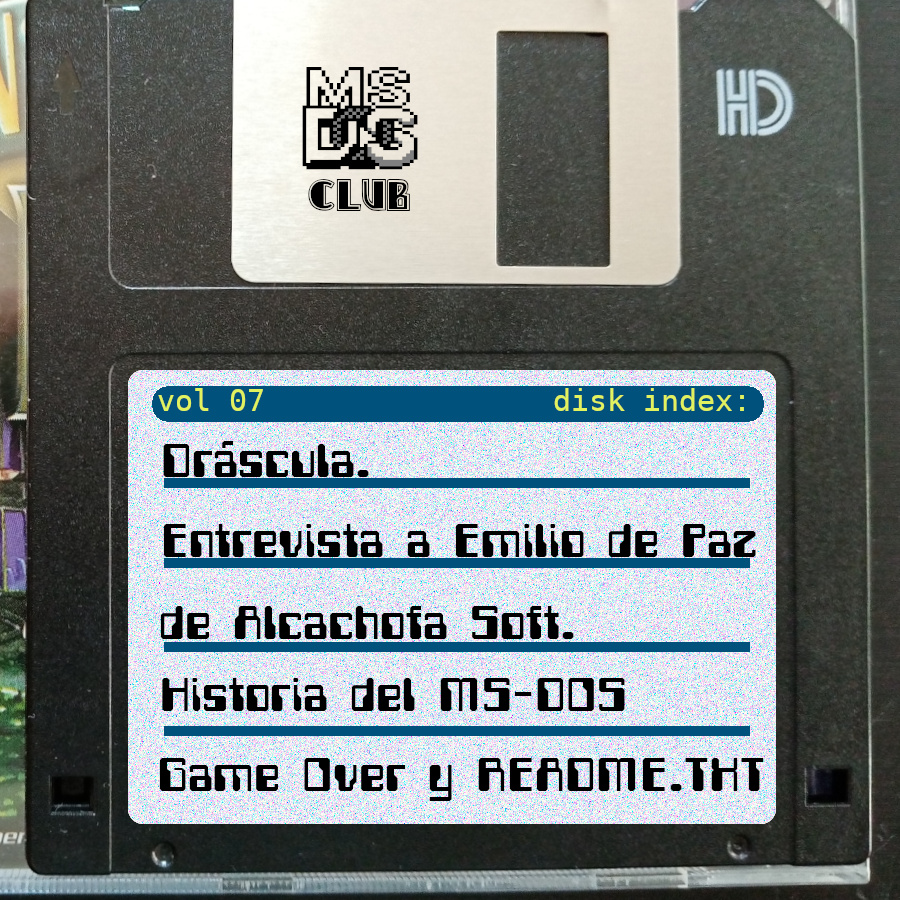 MS
DOS
CLUB
HD
vol 07 disk index:
Dráscula.
Entrevista a Emilio de Paz
de Alcachofa Soft.
Historia del MS-DOS
Game Over y README.TXT